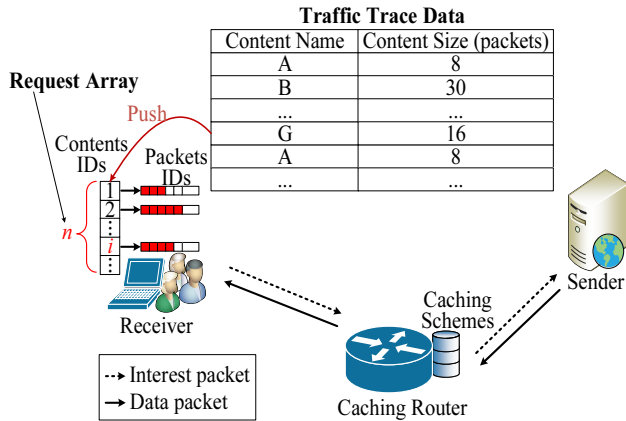 Traffic Trace Data
Content Name Content Size (packets)
A 8
B 30
... ...
G 16
A 8
... ...
Request Array
Push
Contents IDs
Packets IDs
n
1
2
⋮
i
⋮
Receiver
Sender
Caching Schemes
Caching Router
Interest packet
Data packet